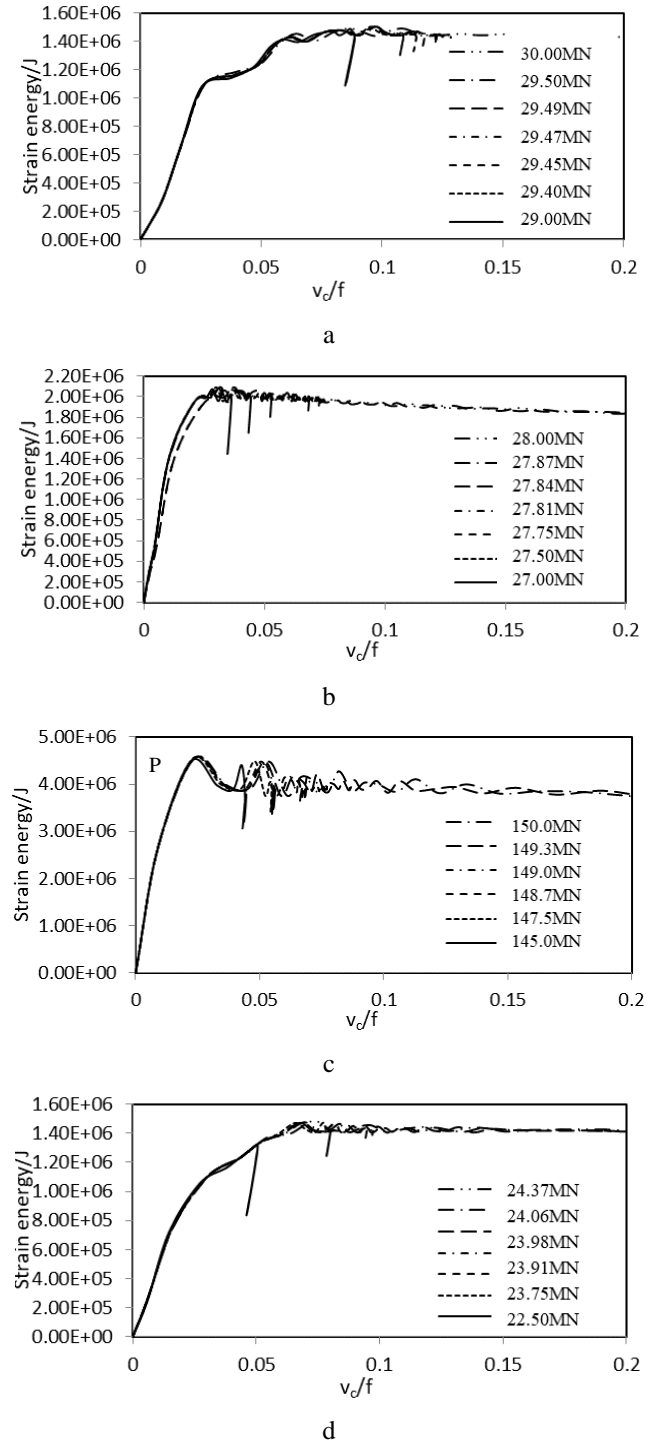 1.60E+06
1.40E+06
1.20E+06
1.00E+06
8.00E+05
6.00E+05
4.00E+05
2.00E+05
0.00E+00
Strain energy/J
30.00MN
29.50MN
29.49MN
29.47MN
29.45MN
29.40MN
29.00MN
0 0.05 0.1 0.15 0.2
vc/f
a
2.20E+06
2.00E+06
1.80E+06
1.60E+06
1.40E+06
1.20E+06
1.00E+06
8.00E+05
6.00E+05
4.00E+05
2.00E+05
0.00E+00
Strain energy/J
28.00MN
27.87MN
27.84MN
27.81MN
27.75MN
27.50MN
27.00MN
0 0.05 0.1 0.15 0.2
vc/f
b
5.00E+06
4.00E+06
3.00E+06
2.00E+06
1.00E+06
0.00E+00
Strain energy/J
P
150.0MN
149.3MN
149.0MN
148.7MN
147.5MN
145.0MN
0 0.05 0.1 0.15 0.2
vc/f
c
1.60E+06
1.40E+06
1.20E+06
1.00E+06
8.00E+05
6.00E+05
4.00E+05
2.00E+05
0.00E+00
Strain energy/J
24.37MN
24.06MN
23.98MN
23.91MN
23.75MN
22.50MN
0 0.05 0.1 0.15 0.2
vc/f
d